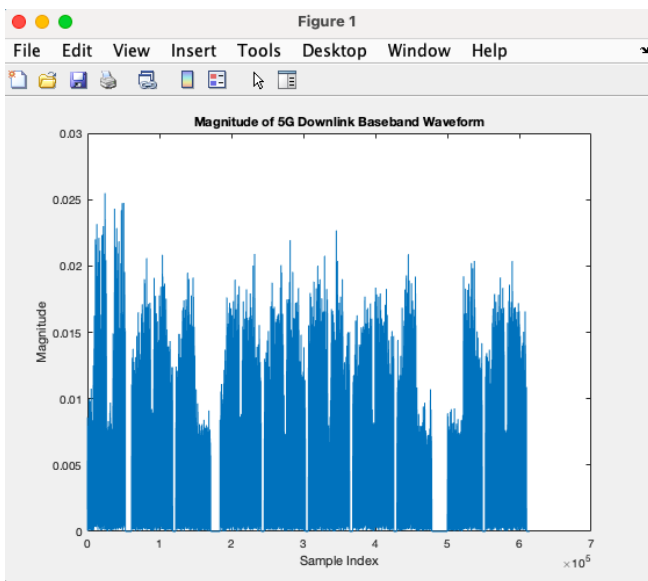 Figure 1
File Edit View Insert Tools Desktop Window Help
Magnitude of 5G Downlink Baseband Waveform
0.03
0.025
0.02
0.015
0.01
0.005
0
Magnitude
0 1 2 3 4 5 6 7
Sample Index
×10⁵